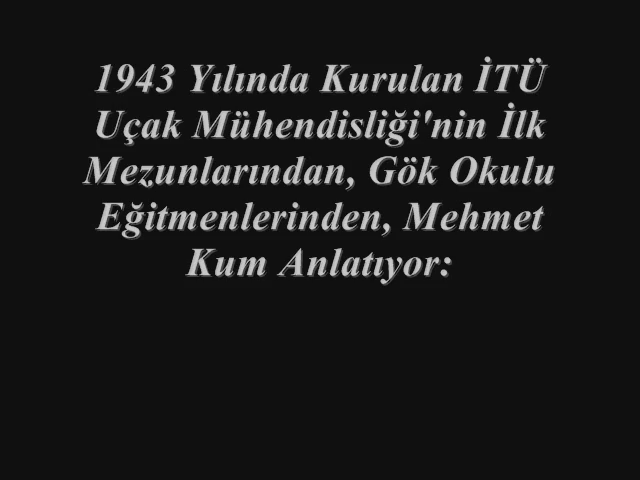 1943 Yılında Kurulan İTÜ
Uçak Mühendisliği'nin İlk
Mezunlarından, Gök Okulu
Eğitmenlerinden, Mehmet
Kum Anlatıyor: